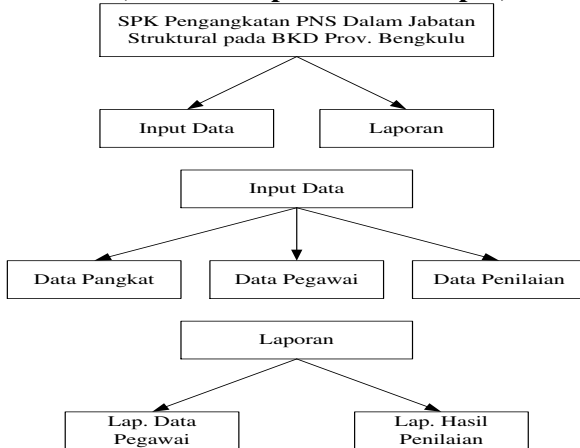 SPK Pengangkatan PNS Dalam Jabatan
Struktural pada BKD Prov. Bengkulu
Input Data
Laporan
Input Data
Data Pangkat
Data Pegawai
Data Penilaian
Laporan
Lap. Data
Pegawai
Lap. Hasil
Penilaian